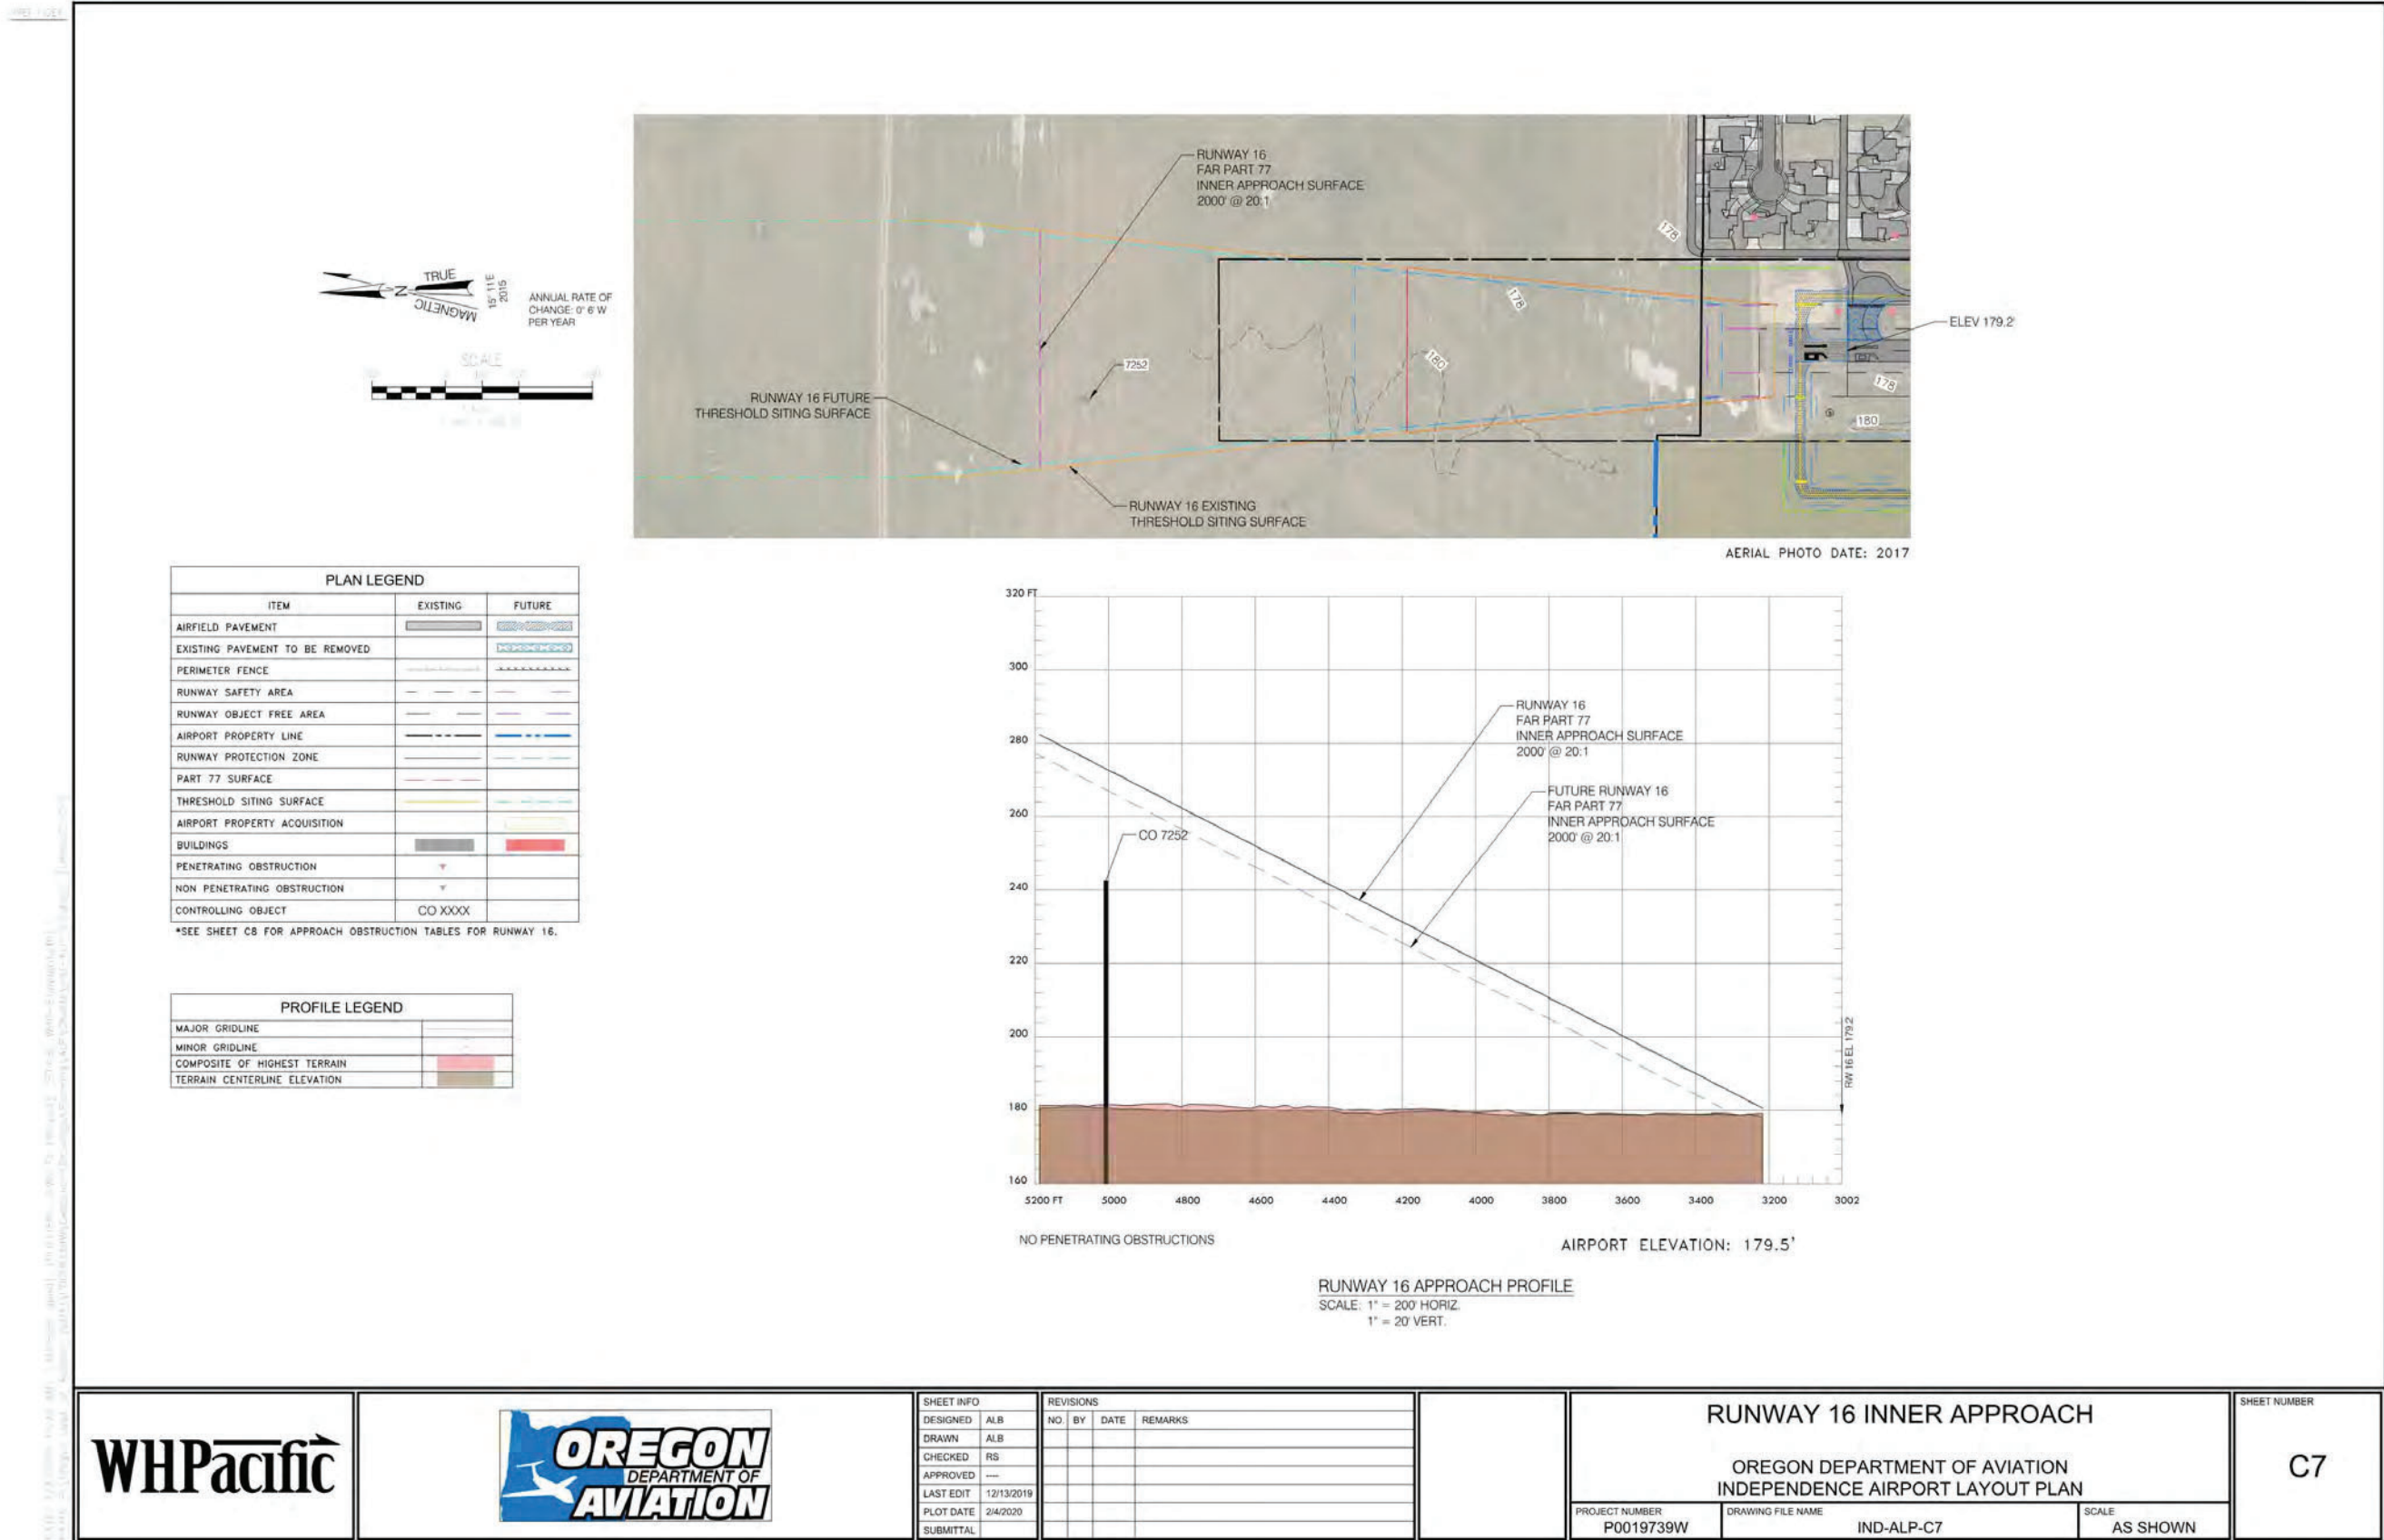 RUNWAY 16
FAR PART 77
INNER APPROACH SURFACE
2000' @ 20:1
178
178
ELEV 179.2'
16
180
178
180
7252
RUNWAY 16 FUTURE
THRESHOLD SITING SURFACE
RUNWAY 16 EXISTING
THRESHOLD SITING SURFACE
AERIAL PHOTO DATE: 2017
TRUE
N
MAGNETIC
15° 11' E
2015
ANNUAL RATE OF
CHANGE: 0° 6' W
PER YEAR
SCALE
PLAN LEGEND
ITEM EXISTING FUTURE
AIRFIELD PAVEMENT
EXISTING PAVEMENT TO BE REMOVED
PERIMETER FENCE
RUNWAY SAFETY AREA
RUNWAY OBJECT FREE AREA
AIRPORT PROPERTY LINE
RUNWAY PROTECTION ZONE
PART 77 SURFACE
THRESHOLD SITING SURFACE
AIRPORT PROPERTY ACQUISITION
BUILDINGS
PENETRATING OBSTRUCTION
NON PENETRATING OBSTRUCTION
CONTROLLING OBJECT CO XXXX
*SEE SHEET C8 FOR APPROACH OBSTRUCTION TABLES FOR RUNWAY 16.
PROFILE LEGEND
MAJOR GRIDLINE
MINOR GRIDLINE
COMPOSITE OF HIGHEST TERRAIN
TERRAIN CENTERLINE ELEVATION
320 FT
300
280
260
240
220
200
180
160
RUNWAY 16
FAR PART 77
INNER APPROACH SURFACE
2000' @ 20:1
FUTURE RUNWAY 16
FAR PART 77
INNER APPROACH SURFACE
2000' @ 20:1
CO 7252
RW 16 EL 179.2
5200 FT 5000 4800 4600 4400 4200 4000 3800 3600 3400 3200 3002
NO PENETRATING OBSTRUCTIONS
AIRPORT ELEVATION: 179.5'
RUNWAY 16 APPROACH PROFILE
SCALE: 1" = 200' HORIZ.
1" = 20' VERT.
WHPacific
OREGON
DEPARTMENT OF
AVIATION
SHEET INFO
DESIGNED ALB
DRAWN ALB
CHECKED RS
APPROVED ----
LAST EDIT 12/13/2019
PLOT DATE 2/4/2020
SUBMITTAL
REVISIONS
NO. BY DATE REMARKS
RUNWAY 16 INNER APPROACH
OREGON DEPARTMENT OF AVIATION
INDEPENDENCE AIRPORT LAYOUT PLAN
PROJECT NUMBER
P0019739W
DRAWING FILE NAME
IND-ALP-C7
SCALE
AS SHOWN
SHEET NUMBER
C7